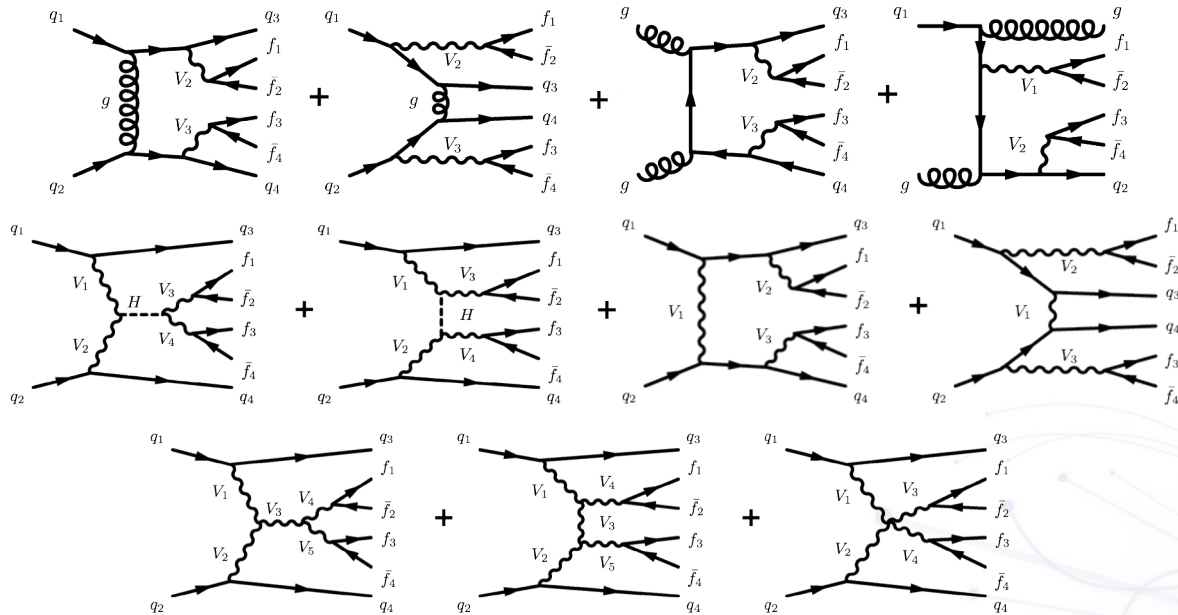 q₁
q₃
f₁
V₂
f̄₂
g
V₃
f₃
f̄₄
q₂
q₄
+
q₁
f₁
V₂
f̄₂
q₃
g
q₄
V₃
f₃
q₂
f̄₄
+
g
q₃
f₁
V₂
f̄₂
V₃
f₃
f̄₄
g
q₄
+
q₁
g
f₁
V₁
f̄₂
f₃
V₂
f̄₄
g
q₂
q₁
q₃
f₁
V₁
V₃
f̄₂
H
V₂
V₄
f₃
f̄₄
q₂
q₄
+
q₁
q₃
f₁
V₁
V₃
f̄₂
H
f₃
V₂
V₄
f̄₄
q₂
q₄
+
q₁
q₃
f₁
V₂
f̄₂
V₁
V₃
f₃
f̄₄
q₂
q₄
+
q₁
f₁
V₂
f̄₂
q₃
V₁
q₄
V₃
f₃
q₂
f̄₄
q₁
q₃
f₁
V₁
V₄
f̄₂
V₃
f₃
V₂
V₅
f̄₄
q₂
q₄
+
q₁
q₃
f₁
V₁
V₄
f̄₂
V₃
f₃
V₂
V₅
f̄₄
q₂
q₄
+
q₁
q₃
f₁
V₁
V₃
f̄₂
f₃
V₂
V₄
f̄₄
q₂
q₄